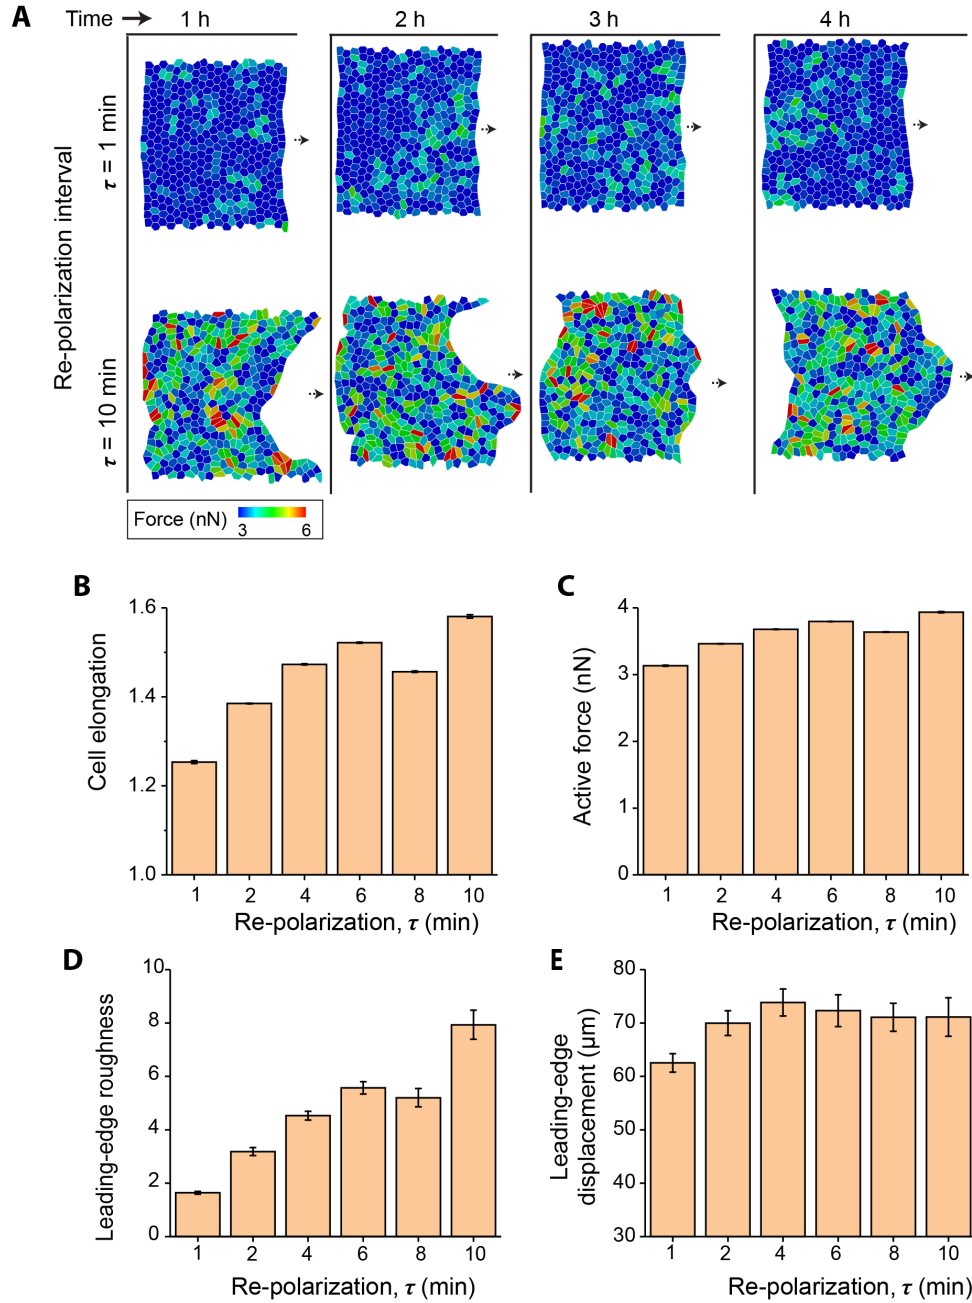 A
Time
1 h
2 h
3 h
4 h
Re-polarization interval
τ = 1 min
τ = 10 min
Force (nN)
3
6
B
Cell elongation
1.6
1.4
1.2
1.0
1
2
4
6
8
10
Re-polarization, τ (min)
C
Active force (nN)
4
3
2
1
0
1
2
4
6
8
10
Re-polarization, τ (min)
D
Leading-edge roughness
10
8
6
4
2
0
1
2
4
6
8
10
Re-polarization, τ (min)
E
Leading-edge
displacement (μm)
80
70
60
50
40
30
1
2
4
6
8
10
Re-polarization, τ (min)